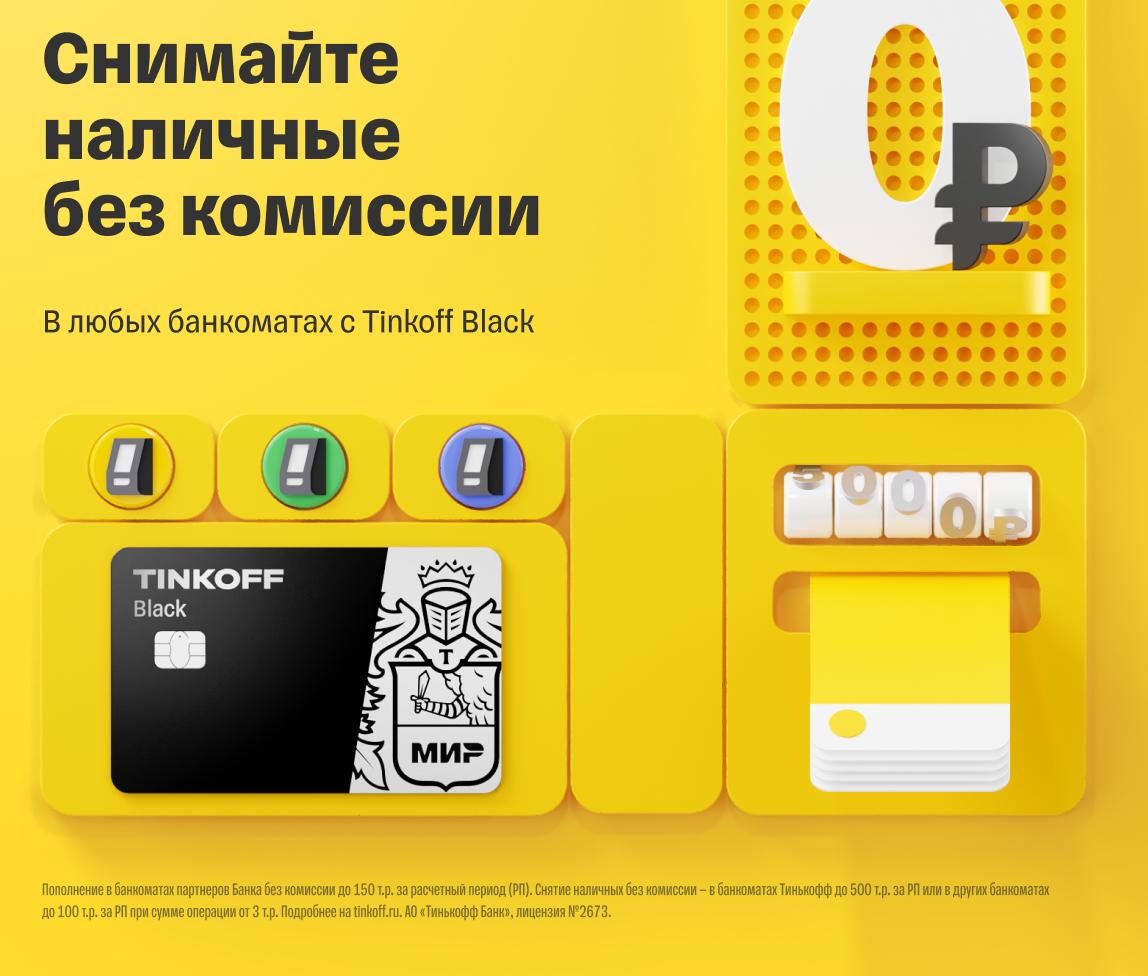 Снимайте
наличные
без комиссии
0 ₽
В любых банкоматах с Tinkoff Black
5000₽
TINKOFF
Black
T
МИР
Пополнение в банкоматах партнеров Банка без комиссии до 150 т.р. за расчетный период (РП). Снятие наличных без комиссии – в банкоматах Тинькофф до 500 т.р. за РП или в других банкоматах
до 100 т.р. за РП при сумме операции от 3 т.р. Подробнее на tinkoff.ru. АО «Тинькофф Банк», лицензия №2673.